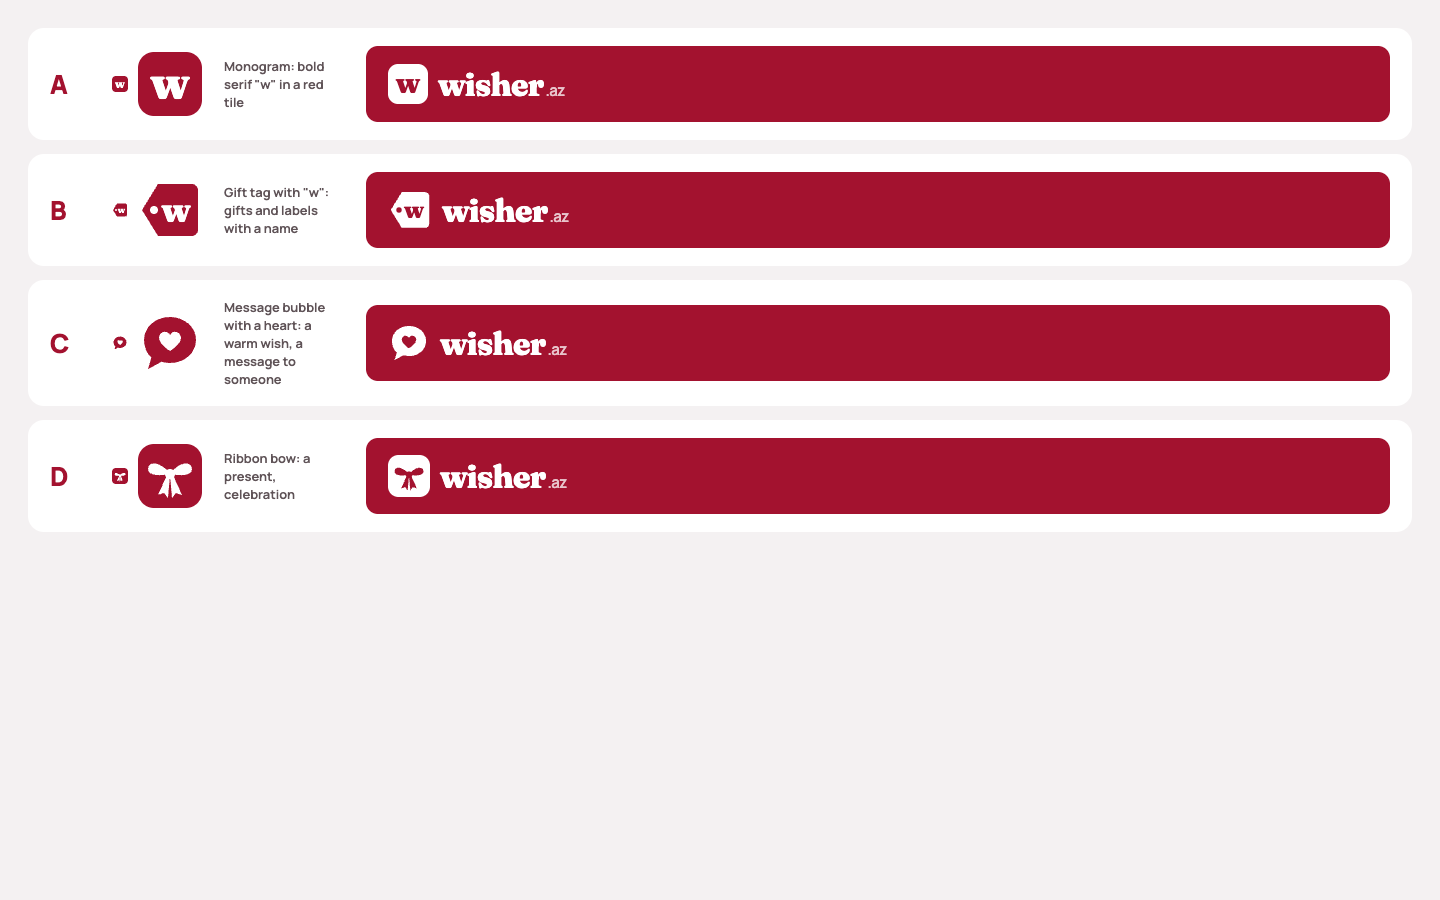 A
w
w
Monogram: bold
serif "w" in a red
tile
w
wisher.az
B
w
w
Gift tag with "w":
gifts and labels
with a name
w
wisher.az
C
Message bubble
with a heart: a
warm wish, a
message to
someone
wisher.az
D
Ribbon bow: a
present,
celebration
wisher.az